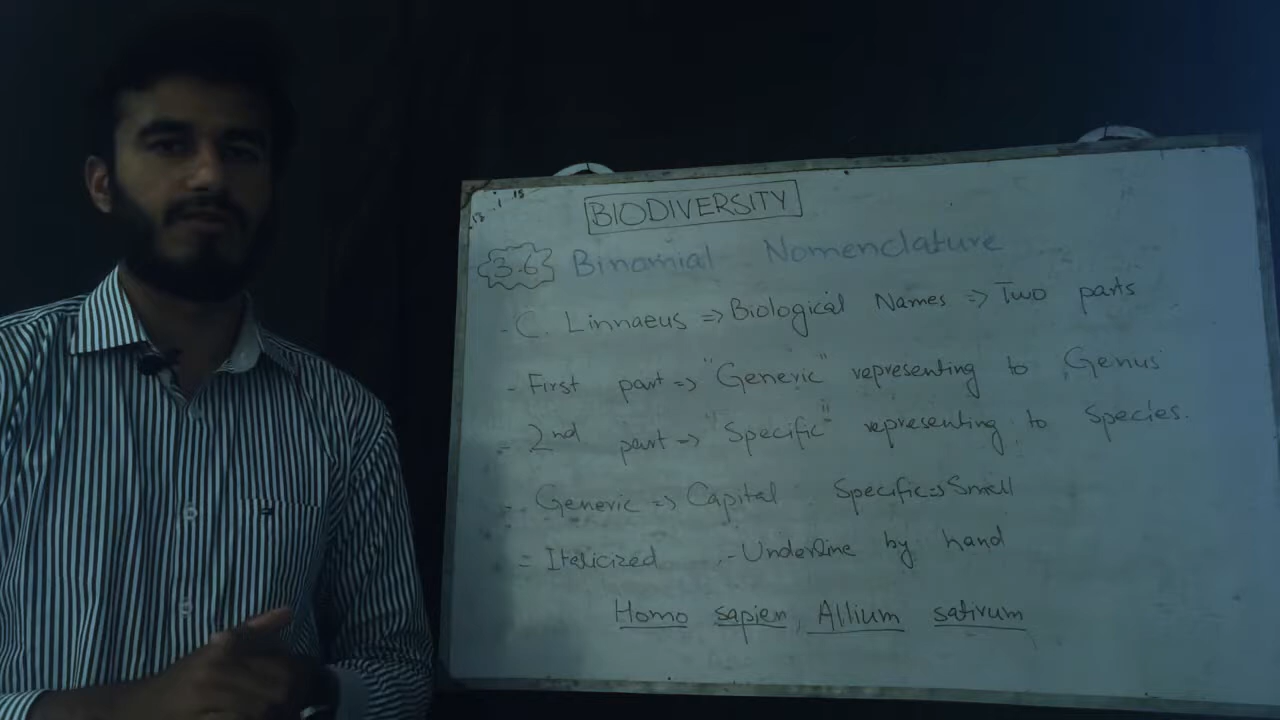 BIODIVERSITY
3.6 Binamial Nomenclature
- C. Linnaeus => Biological Names => Two parts
- First part => "Generic" representing to Genus
- 2nd part => "Specific" representing to Species.
- Generic => Capital Specific => Small
= Italicized - Underline by hand
Homo sapien, Allium sativum